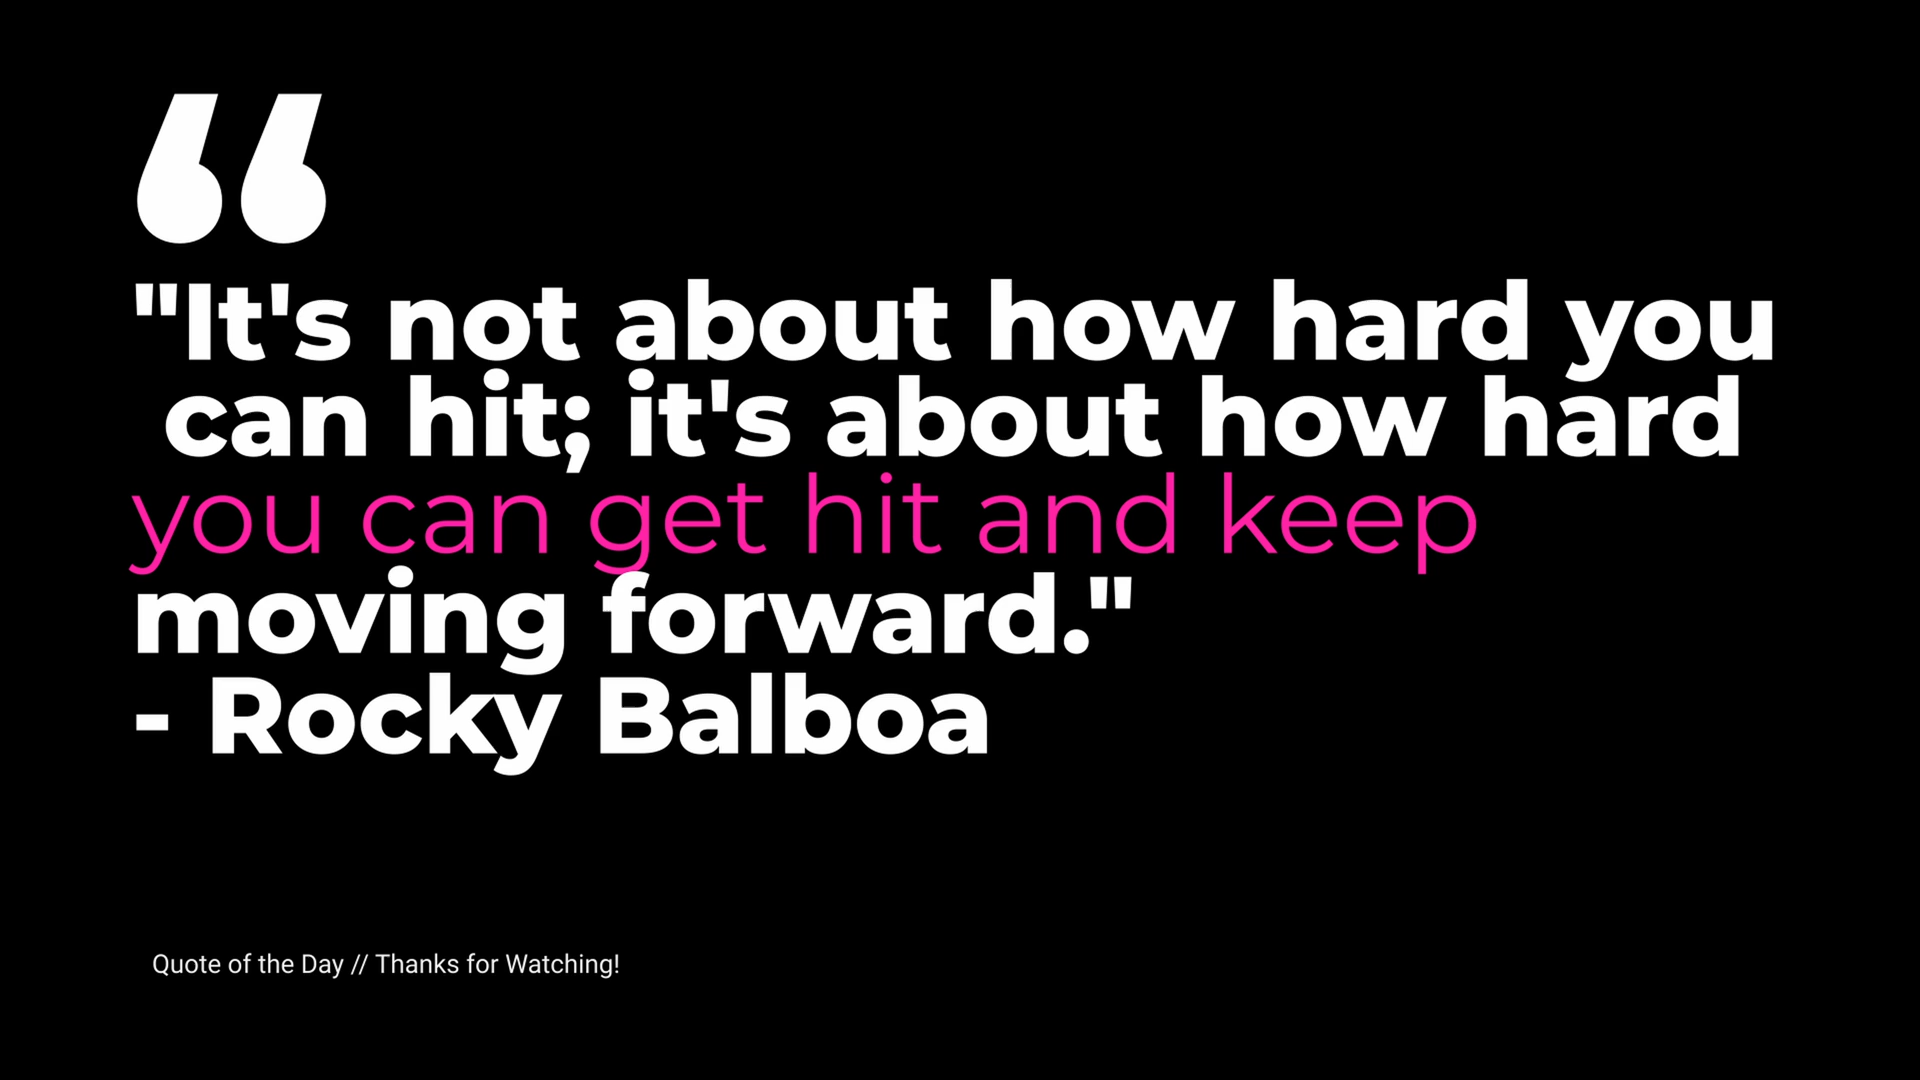 “
"It's not about how hard you
can hit; it's about how hard
you can get hit and keep
moving forward."
- Rocky Balboa
Quote of the Day // Thanks for Watching!